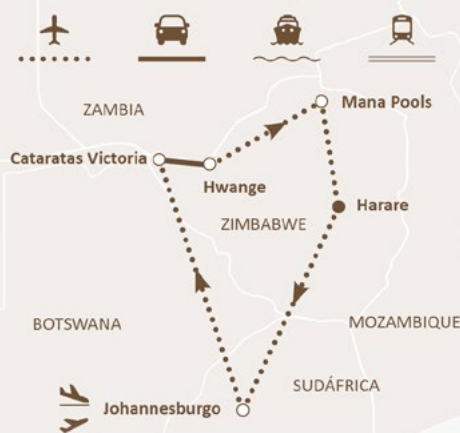 ZAMBIA
Mana Pools
Cataratas Victoria
Hwange
Harare
ZIMBABWE
BOTSWANA
MOZAMBIQUE
SUDÁFRICA
Johannesburgo